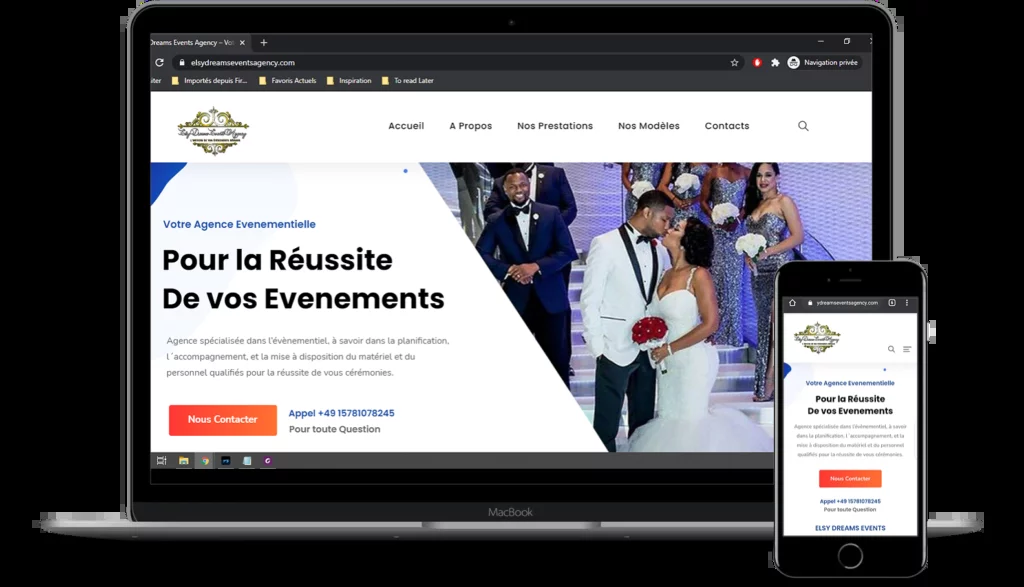 Dreams Events Agency – Vot
elsydreamseventsagency.com
Navigation privée
iter
Importés depuis Fir...
Favoris Actuels
Inspiration
To read Later
Elsy Dreams Events Agency
Accueil
A Propos
Nos Prestations
Nos Modèles
Contacts
Votre Agence Evenementielle
Pour la Réussite
De vos Evenements
Agence spécialisée dans l'évènementiel, à savoir dans la planification,
l´accompagnement, et la mise à disposition du matériel et du
personnel qualifiés pour la réussite de vous cérémonies.
Nous Contacter
Appel +49 15781078245
Pour toute Question
MacBook
ydreamseventsagency.com
Elsy Dreams Events Agency
Votre Agence Evenementielle
Pour la Réussite
De vos Evenements
Agence spécialisée dans l'évènementiel, à savoir
dans la planification, l´accompagnement, et la
mise à disposition du matériel et du personnel
qualifiés pour la réussite de vous cérémonies.
Nous Contacter
Appel +49 15781078245
Pour toute Question
ELSY DREAMS EVENTS